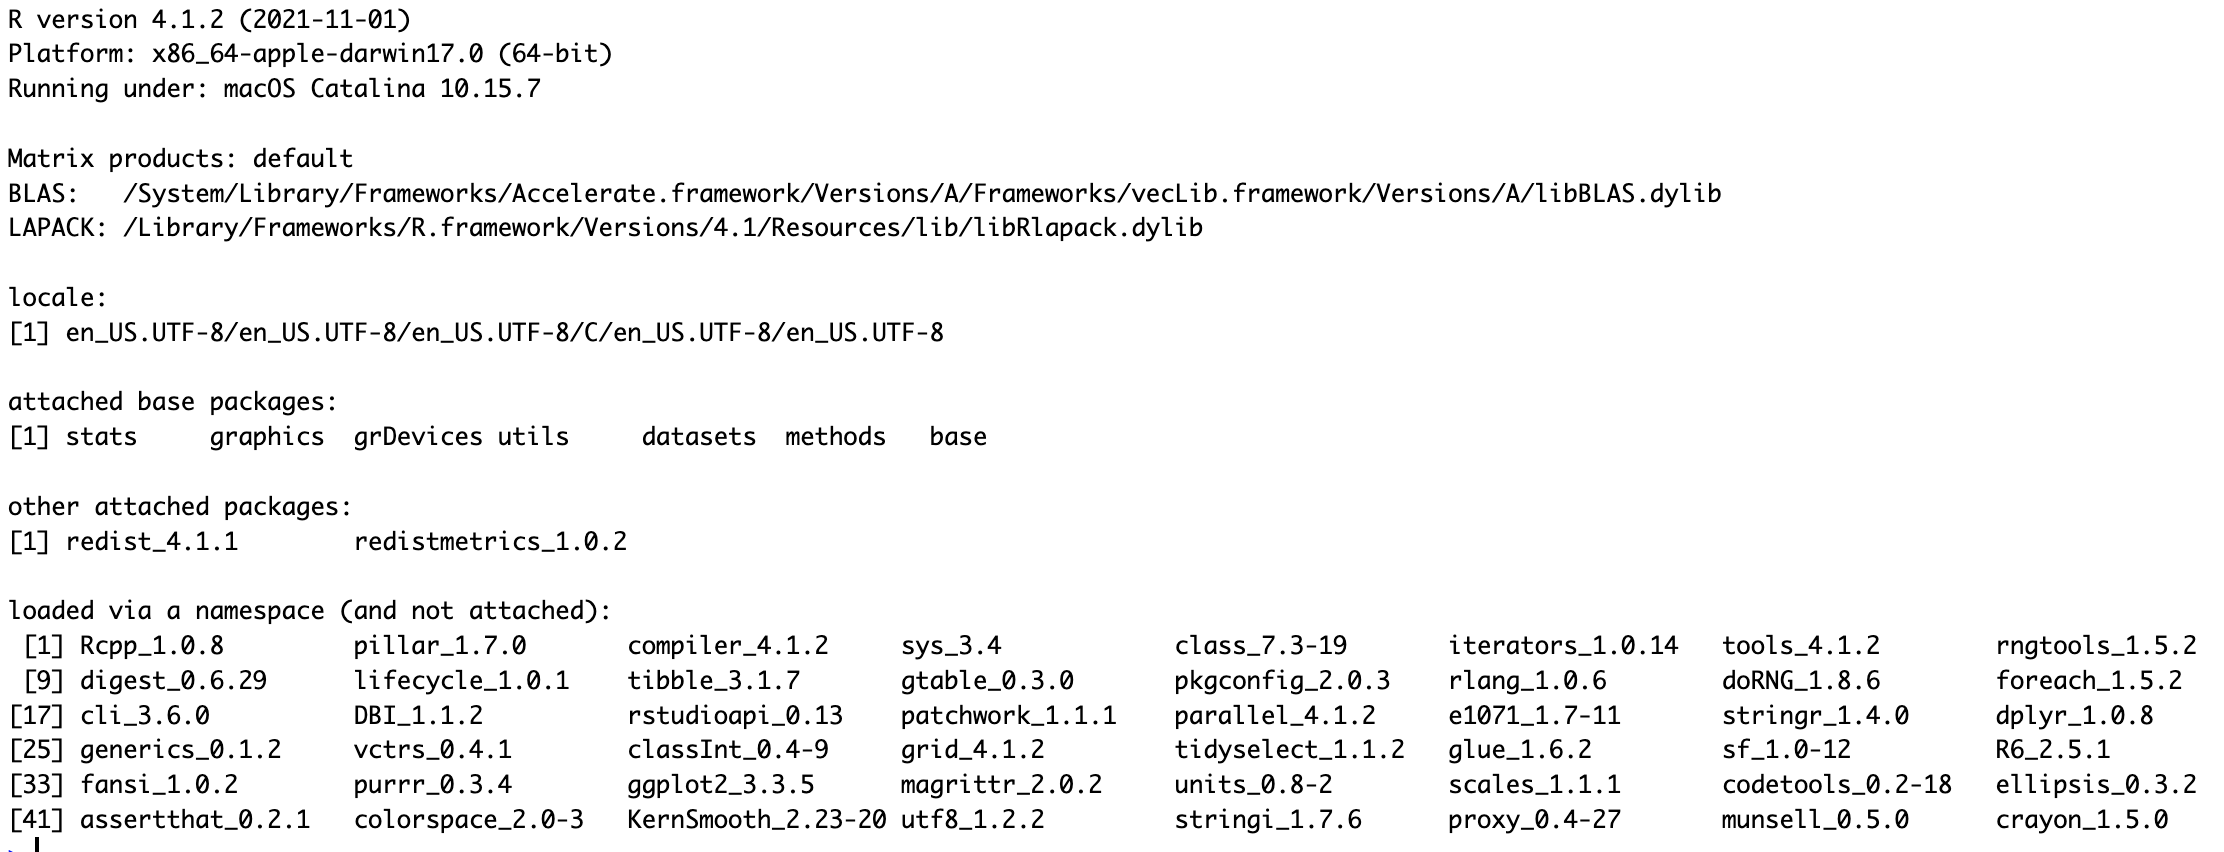 R version 4.1.2 (2021-11-01)
Platform: x86_64-apple-darwin17.0 (64-bit)
Running under: macOS Catalina 10.15.7

Matrix products: default
BLAS:   /System/Library/Frameworks/Accelerate.framework/Versions/A/Frameworks/vecLib.framework/Versions/A/libBLAS.dylib
LAPACK: /Library/Frameworks/R.framework/Versions/4.1/Resources/lib/libRlapack.dylib

locale:
[1] en_US.UTF-8/en_US.UTF-8/en_US.UTF-8/C/en_US.UTF-8/en_US.UTF-8

attached base packages:
[1] stats     graphics  grDevices utils     datasets  methods   base

other attached packages:
[1] redist_4.1.1        redistmetrics_1.0.2

loaded via a namespace (and not attached):
 [1] Rcpp_1.0.8         pillar_1.7.0       compiler_4.1.2     sys_3.4            class_7.3-19       iterators_1.0.14   tools_4.1.2        rngtools_1.5.2
 [9] digest_0.6.29      lifecycle_1.0.1    tibble_3.1.7       gtable_0.3.0       pkgconfig_2.0.3    rlang_1.0.6        doRNG_1.8.6        foreach_1.5.2
[17] cli_3.6.0          DBI_1.1.2          rstudioapi_0.13    patchwork_1.1.1    parallel_4.1.2     e1071_1.7-11       stringr_1.4.0      dplyr_1.0.8
[25] generics_0.1.2     vctrs_0.4.1        classInt_0.4-9     grid_4.1.2         tidyselect_1.1.2   glue_1.6.2         sf_1.0-12          R6_2.5.1
[33] fansi_1.0.2        purrr_0.3.4        ggplot2_3.3.5      magrittr_2.0.2     units_0.8-2        scales_1.1.1       codetools_0.2-18   ellipsis_0.3.2
[41] assertthat_0.2.1   colorspace_2.0-3   KernSmooth_2.23-20 utf8_1.2.2         stringi_1.7.6      proxy_0.4-27       munsell_0.5.0      crayon_1.5.0